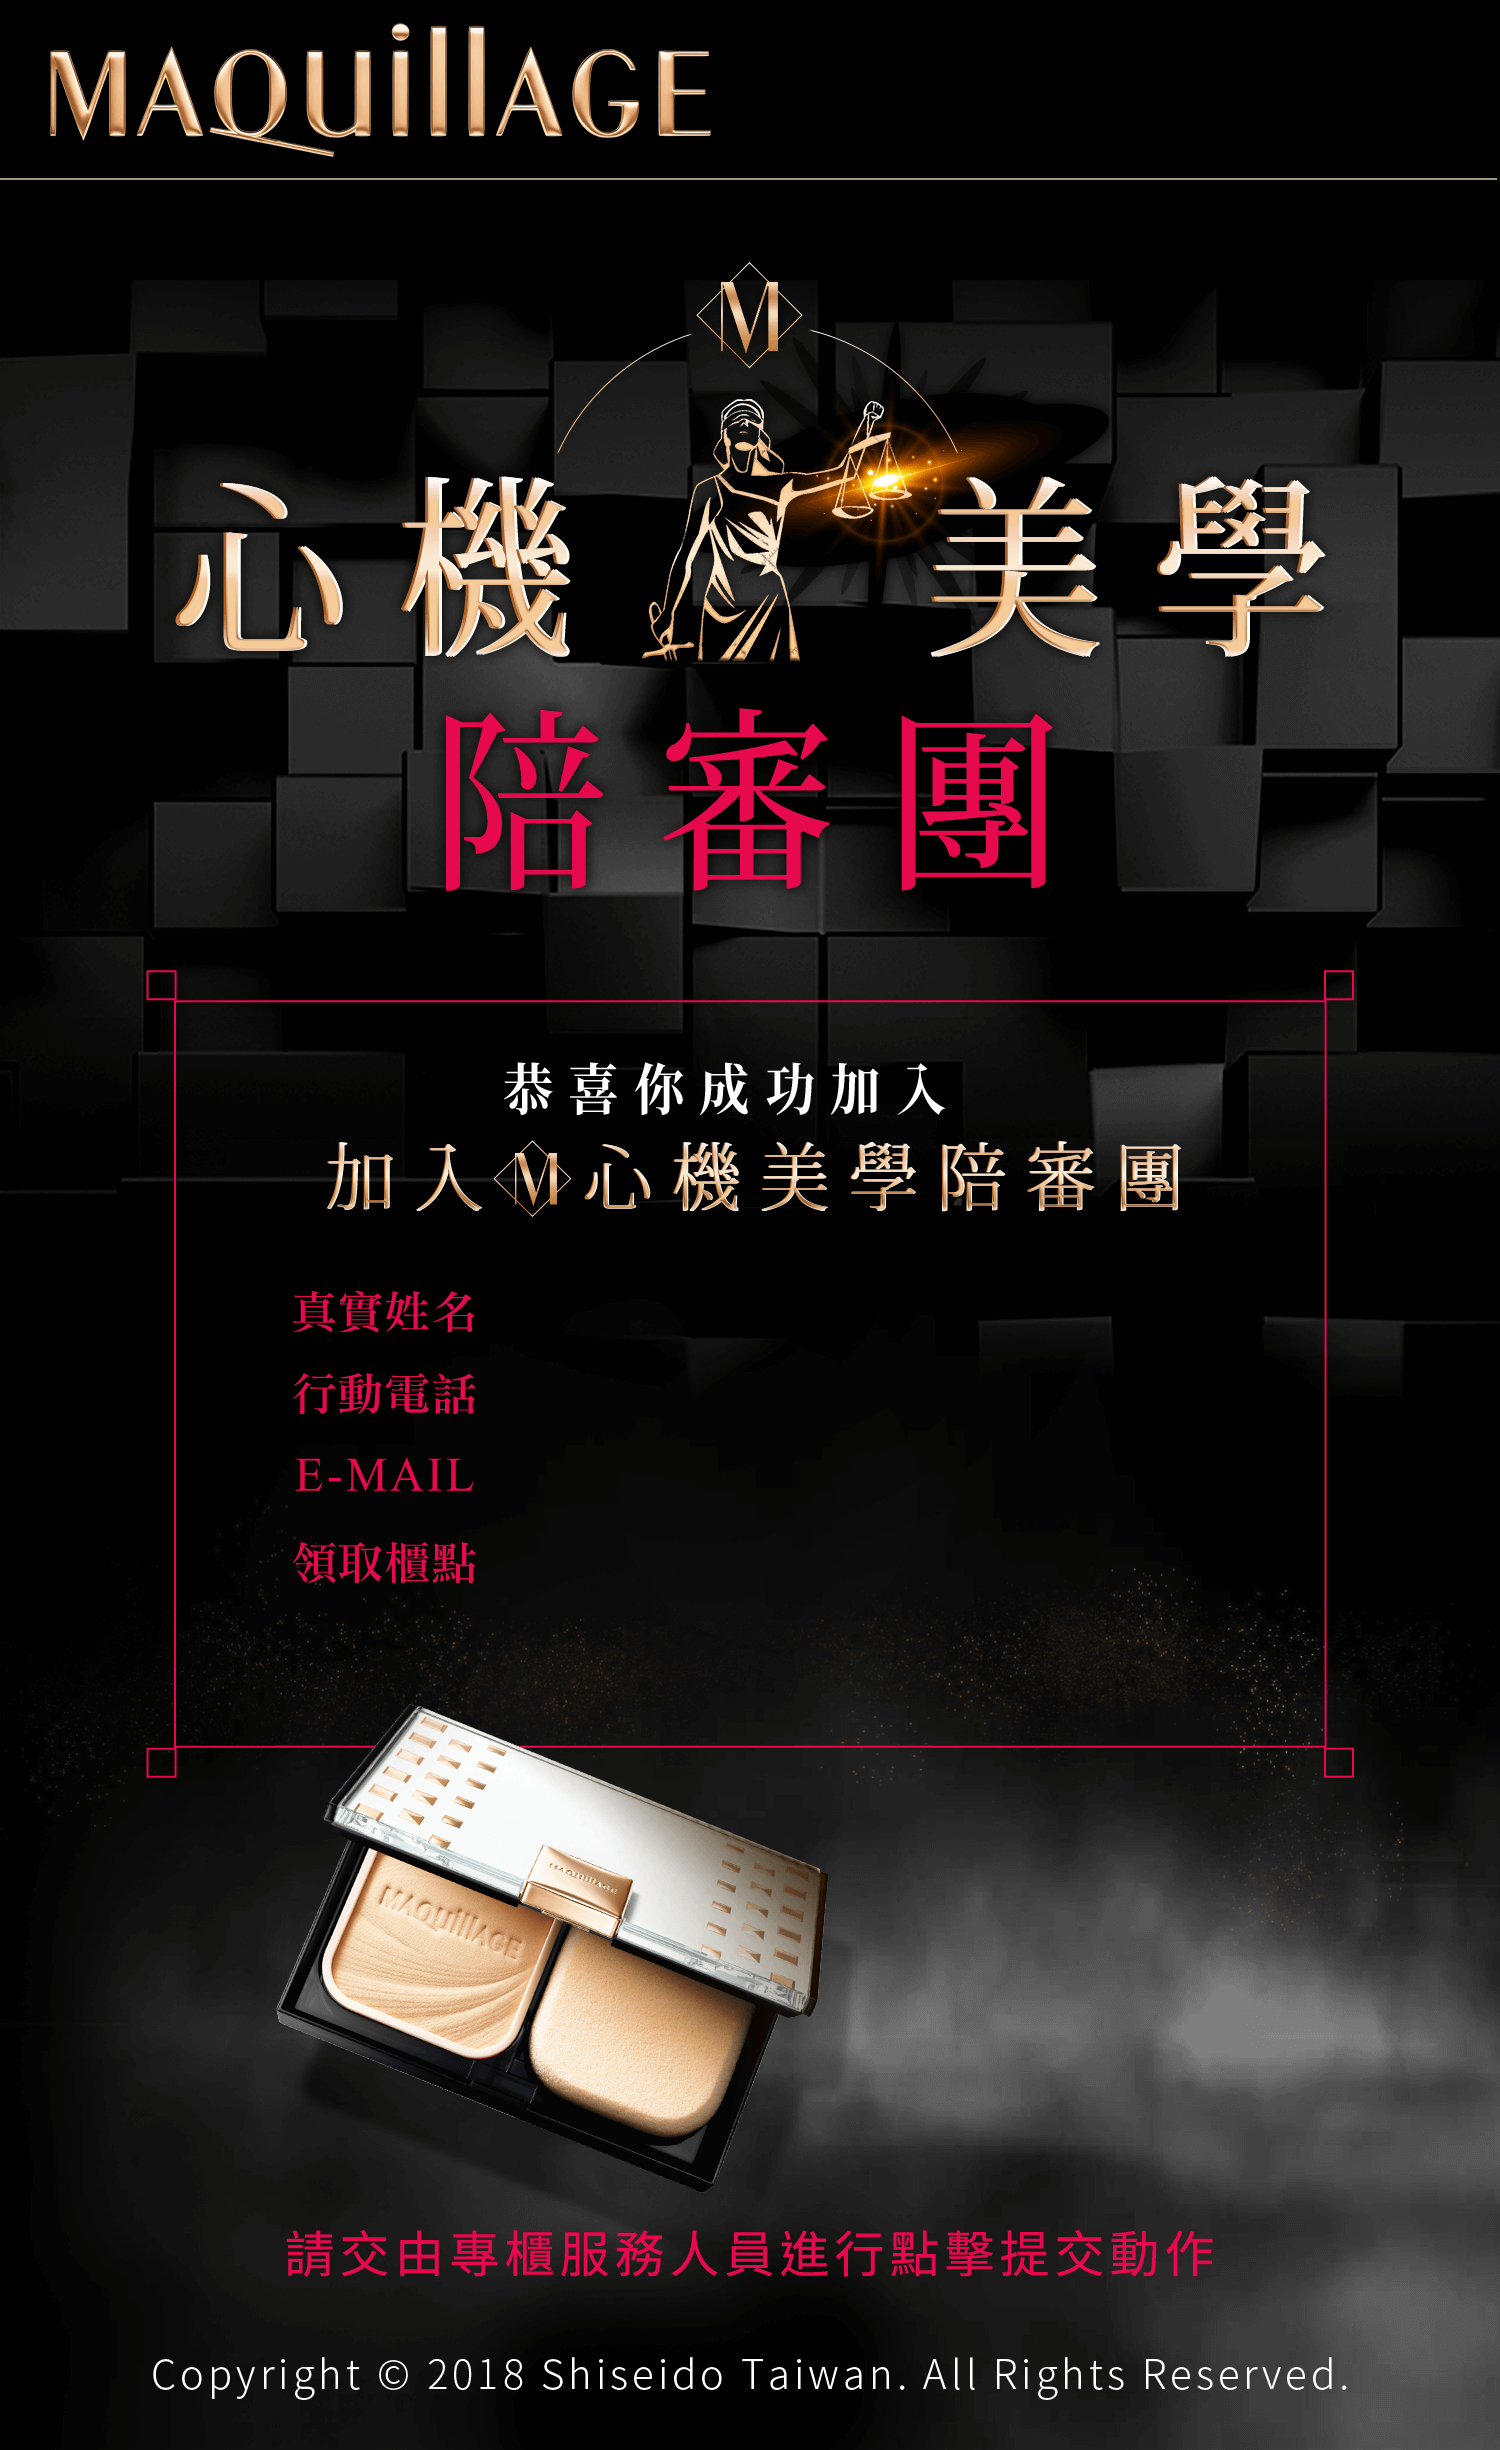 MAQuillAGE
M
心機美學
陪審團
恭喜你成功加入
加入M心機美學陪審團
真實姓名
行動電話
E-MAIL
領取櫃點
MAQuillAGE
MAQuillAGE
請交由專櫃服務人員進行點擊提交動作
Copyright © 2018 Shiseido Taiwan. All Rights Reserved.